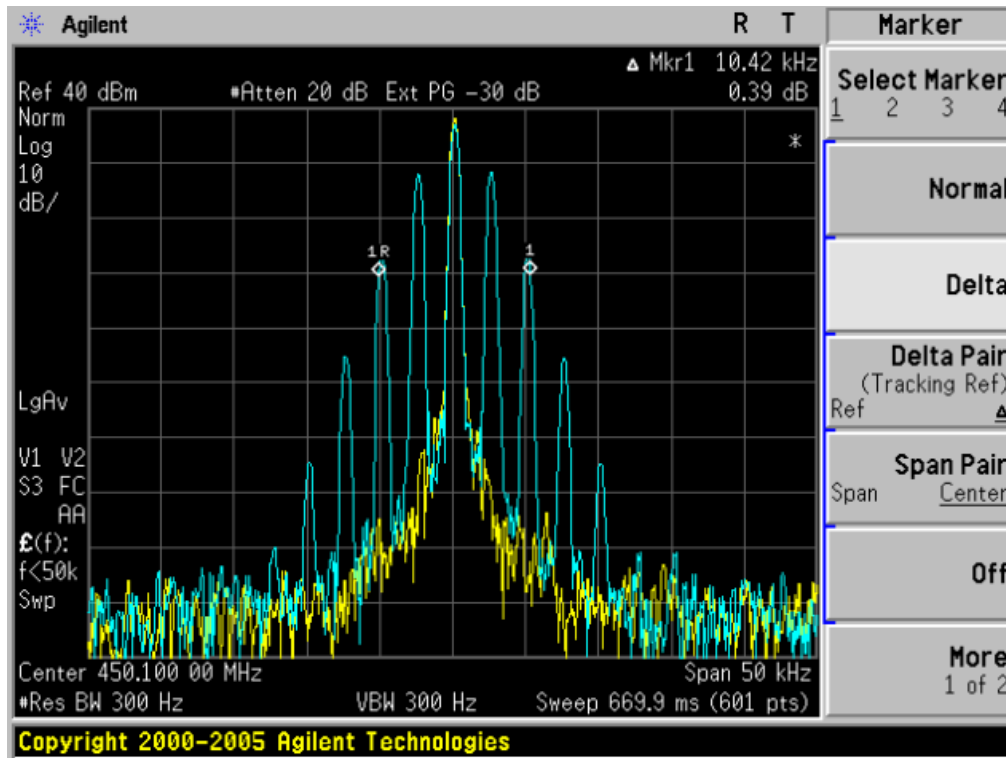 Agilent R T Marker
Δ Mkr1 10.42 kHz
Ref 40 dBm #Atten 20 dB Ext PG -30 dB 0.39 dB
Norm
Log
10
dB/
*
1R
1
LgAv
V1 V2
S3 FC
AA
£(f):
f<50k
Swp
Center 450.100 00 MHz Span 50 kHz
#Res BW 300 Hz VBW 300 Hz Sweep 669.9 ms (601 pts)
Copyright 2000-2005 Agilent Technologies
Select Marker
1 2 3 4
Normal
Delta
Delta Pair
(Tracking Ref)
Ref Δ
Span Pair
Span Center
Off
More
1 of 2